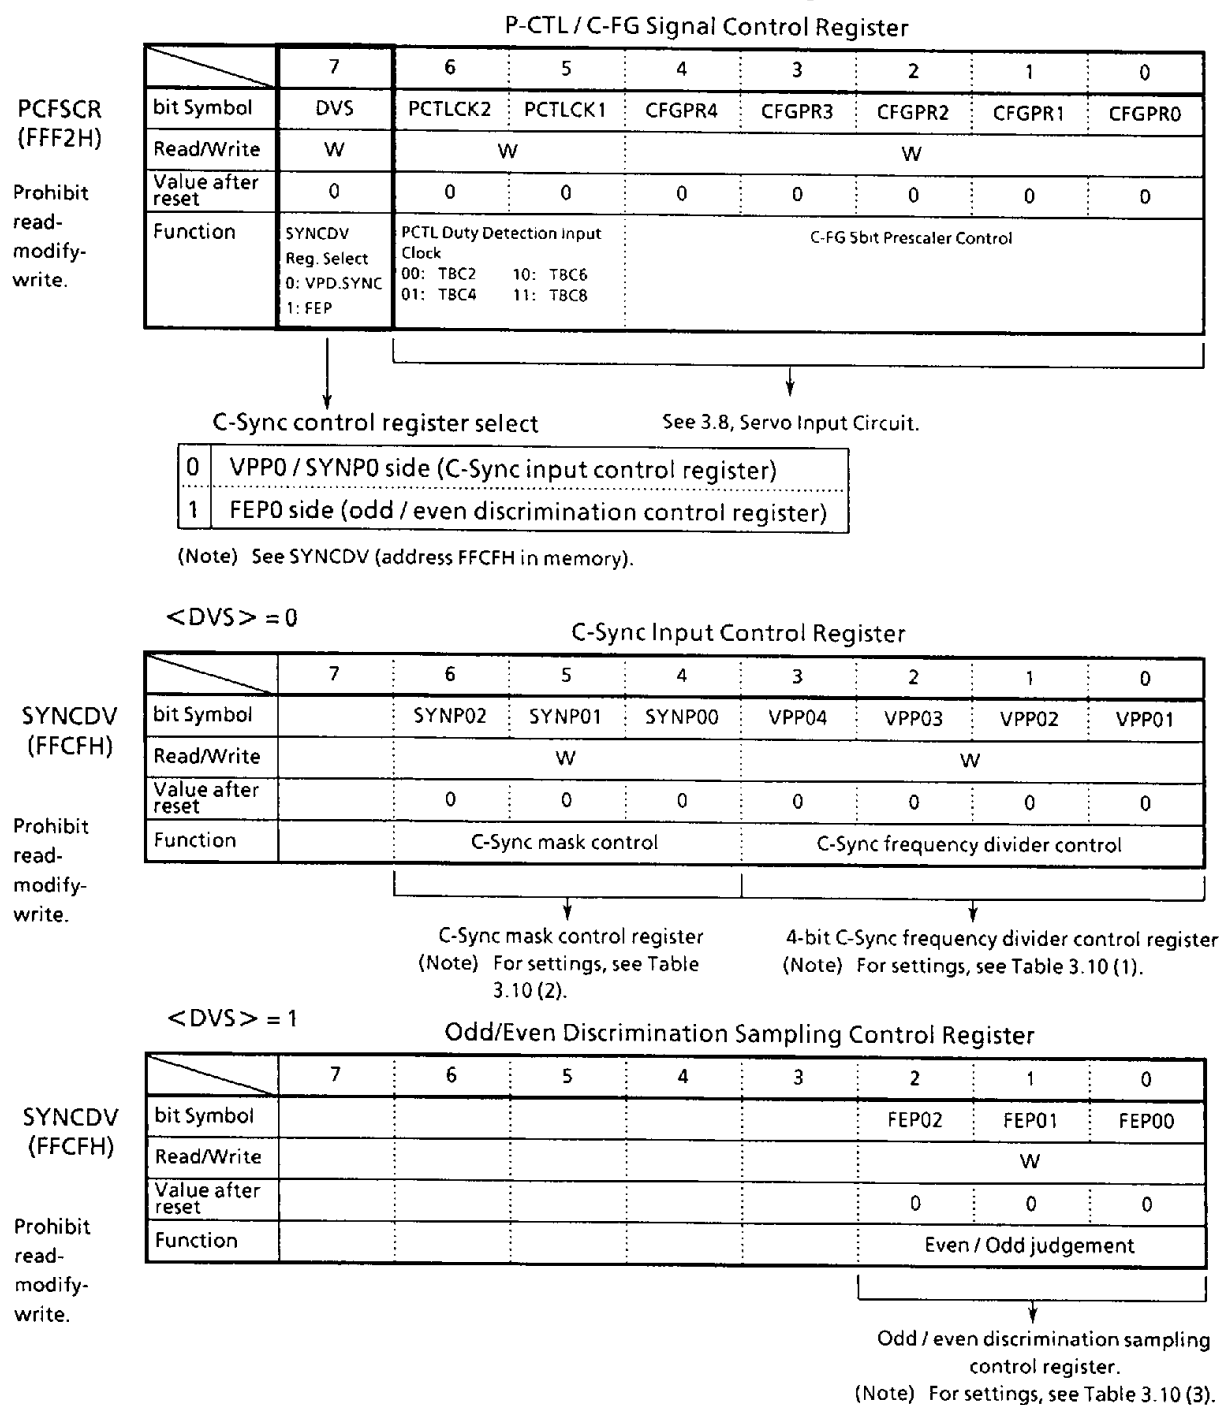 P-CTL / C-FG Signal Control Register
7 6 5 4 3 2 1 0
PCFSCR
(FFF2H)
bit Symbol DVS PCTLCK2 PCTLCK1 CFGPR4 CFGPR3 CFGPR2 CFGPR1 CFGPR0
Read/Write W W W
Prohibit
read-
modify-
write.
Value after
reset
0 0 0 0 0 0 0 0
Function
SYNCDV
Reg. Select
0: VPD.SYNC
1: FEP
PCTL Duty Detection Input
Clock
00: TBC2 10: TBC6
01: TBC4 11: TBC8
C-FG 5bit Prescaler Control
C-Sync control register select
See 3.8, Servo Input Circuit.
0 VPP0 / SYNP0 side (C-Sync input control register)
1 FEP0 side (odd / even discrimination control register)
(Note) See SYNCDV (address FFCFH in memory).
<DVS> = 0
C-Sync Input Control Register
7 6 5 4 3 2 1 0
SYNCDV
(FFCFH)
bit Symbol SYNP02 SYNP01 SYNP00 VPP04 VPP03 VPP02 VPP01
Read/Write W W
Value after
reset
0 0 0 0 0 0 0
Prohibit
read-
modify-
write.
Function C-Sync mask control C-Sync frequency divider control
C-Sync mask control register
(Note) For settings, see Table
3.10 (2).
4-bit C-Sync frequency divider control register
(Note) For settings, see Table 3.10 (1).
<DVS> = 1
Odd/Even Discrimination Sampling Control Register
7 6 5 4 3 2 1 0
SYNCDV
(FFCFH)
bit Symbol FEP02 FEP01 FEP00
Read/Write W
Value after
reset
0 0 0
Prohibit
read-
modify-
write.
Function Even / Odd judgement
Odd / even discrimination sampling
control register.
(Note) For settings, see Table 3.10 (3).